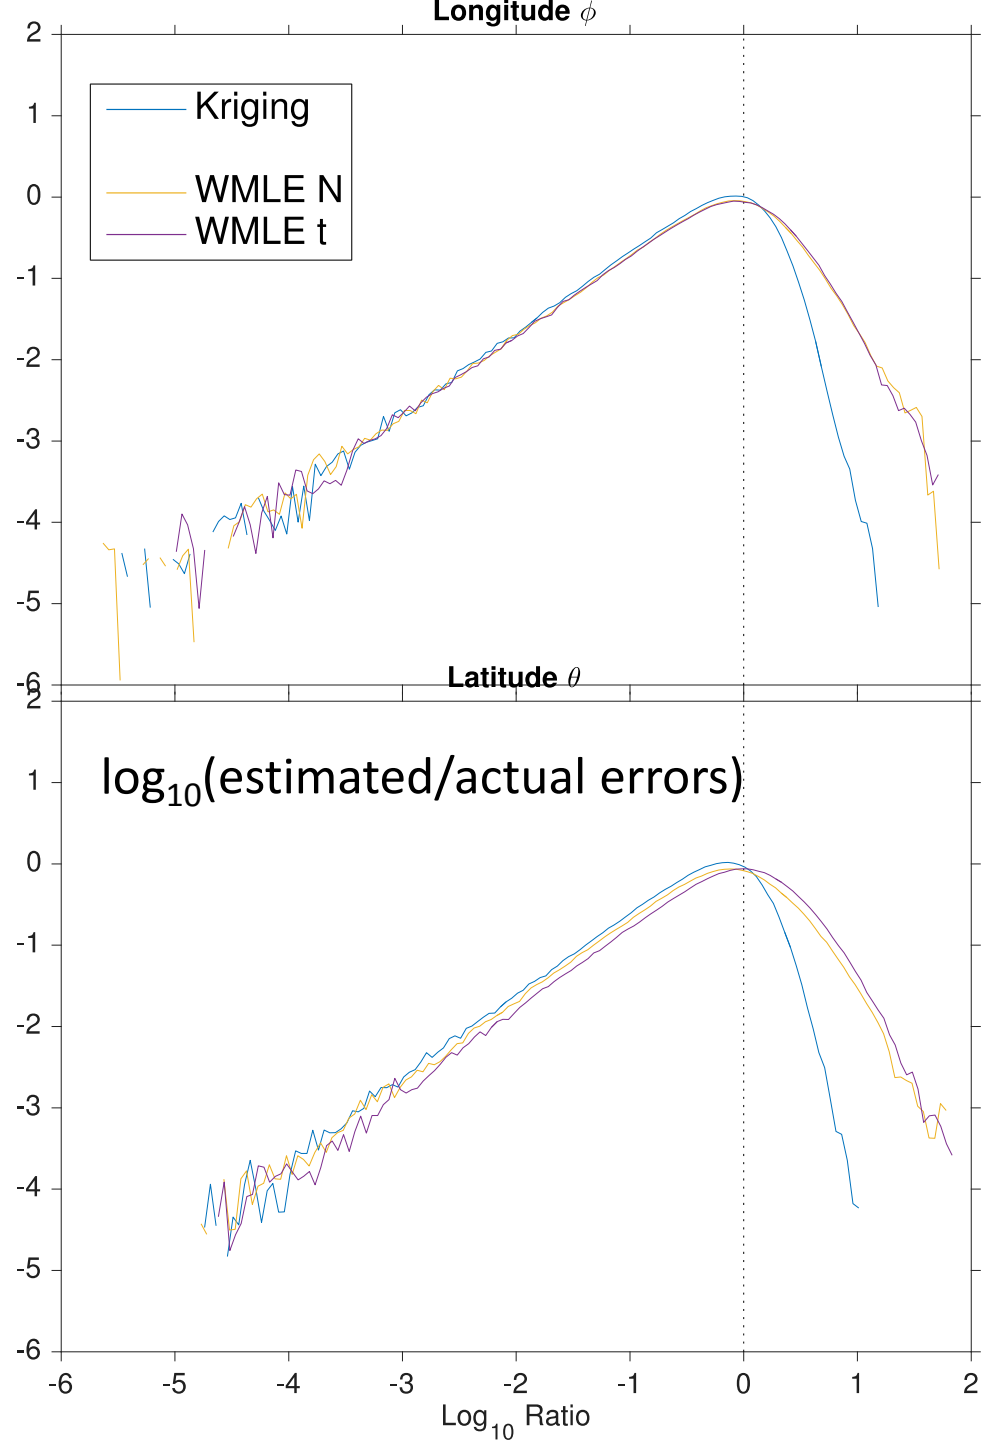 Longitude ϕ
2
1
0
-1
-2
-3
-4
-5
-6
Kriging
WMLE N
WMLE t
Latitude θ
2
1
0
-1
-2
-3
-4
-5
-6
log₁₀(estimated/actual errors)
-6 -5 -4 -3 -2 -1 0 1 2
Log₁₀ Ratio